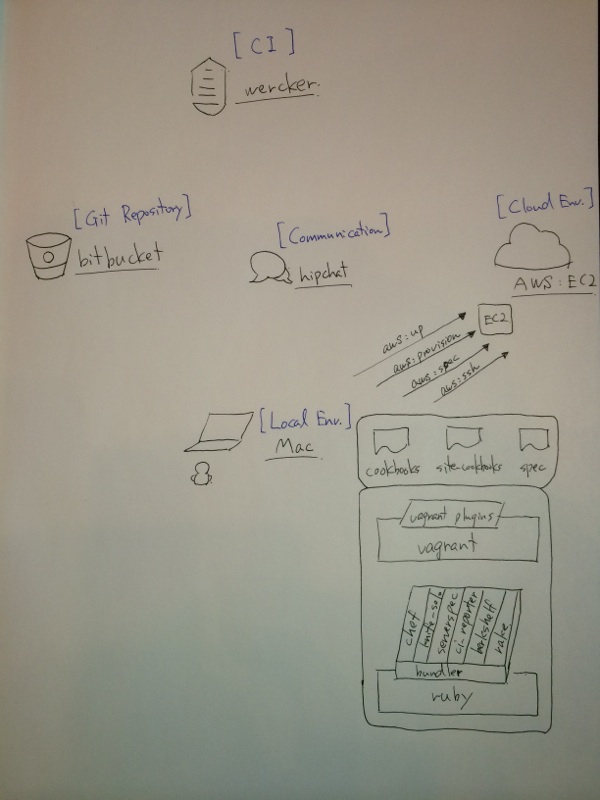 [CI]
wercker.
[Git Repository]
bitbucket
[Communication]
hipchat
[Cloud Env.]
AWS:EC2
EC2
aws:up
aws:provision
aws:spec
aws:ssh
[Local Env.]
Mac
cookbooks
site-cookbooks
spec
vagrant plugins
vagrant
chef
knife-solo
serverspec
ci-reporter
berkshelf
rake
bundler
ruby